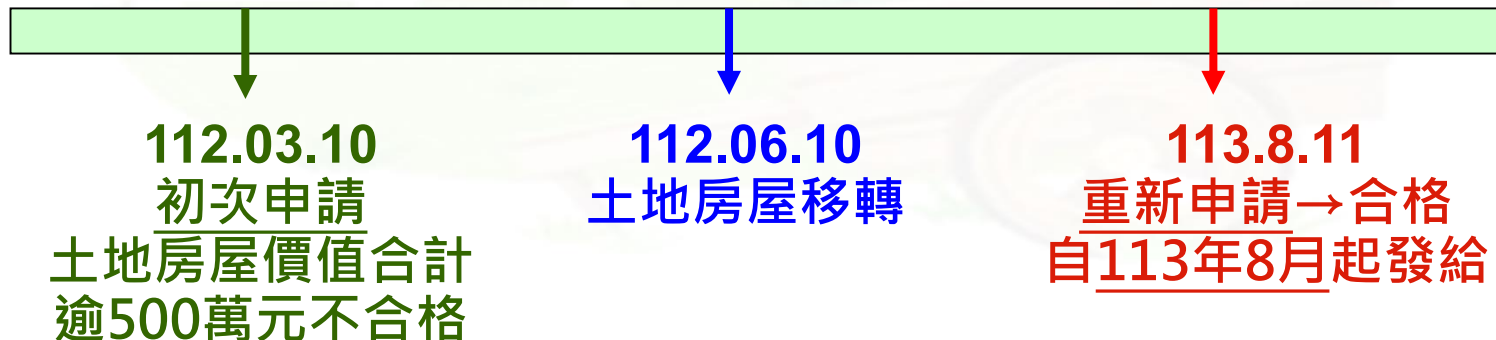 112.03.10
初次申請
土地房屋價值合計
逾500萬元不合格
112.06.10
土地房屋移轉
113.8.11
重新申請→合格
自113年8月起發給